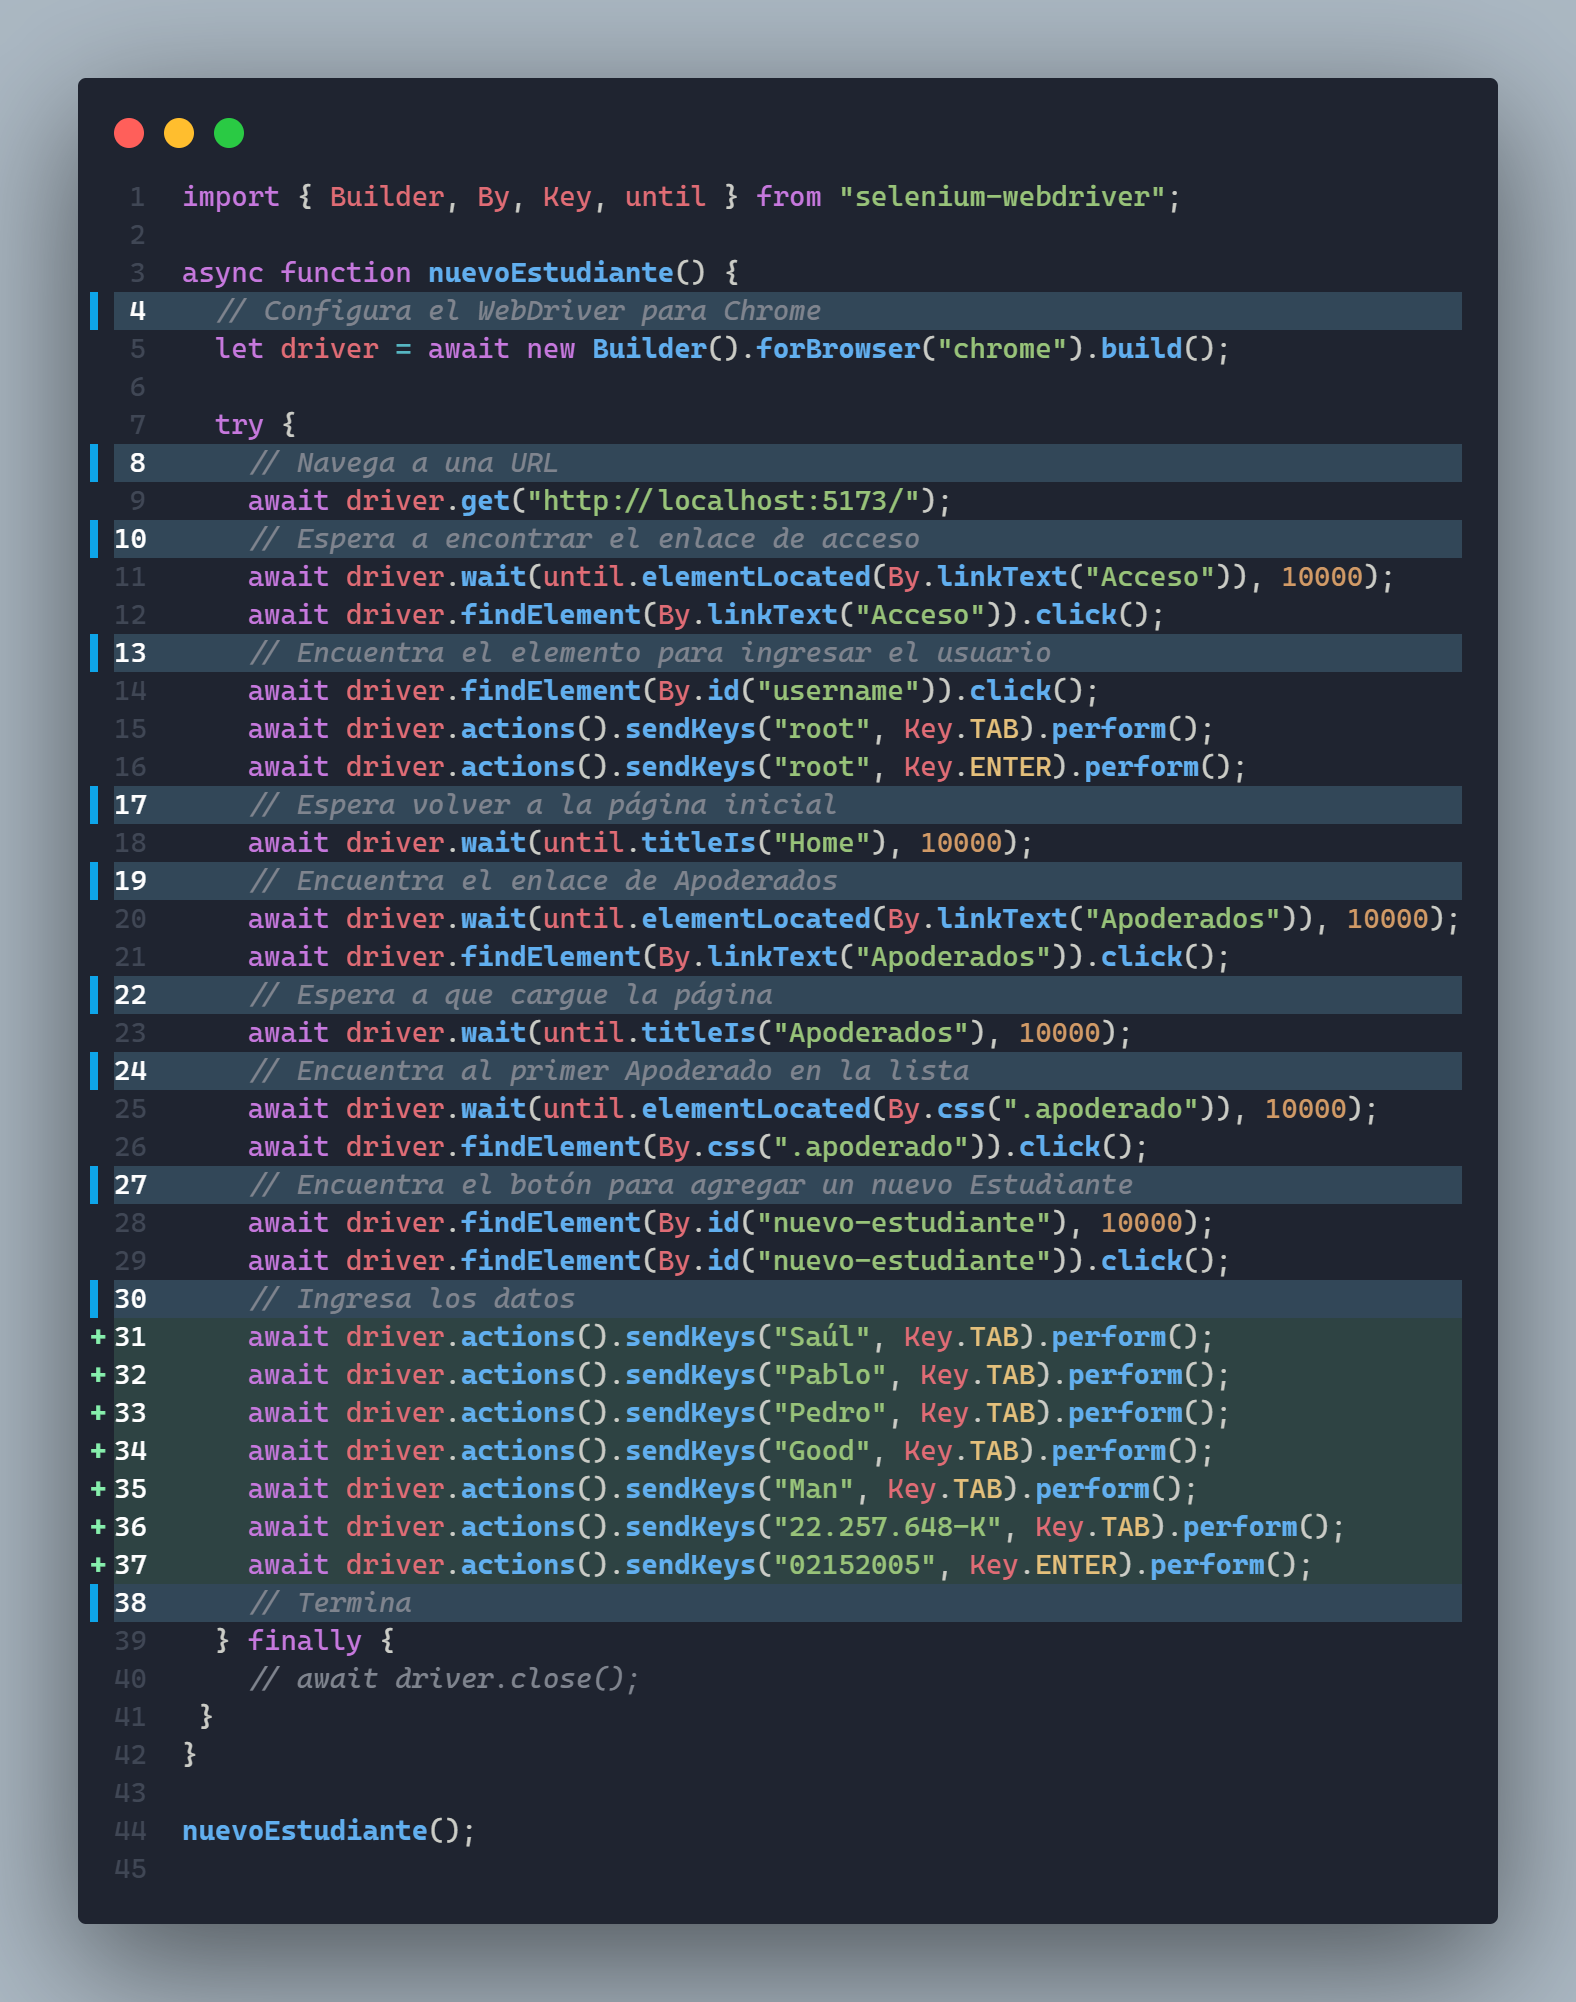 1 import { Builder, By, Key, until } from "selenium-webdriver";
2
3 async function nuevoEstudiante() {
4 // Configura el WebDriver para Chrome
5 let driver = await new Builder().forBrowser("chrome").build();
6
7 try {
8 // Navega a una URL
9 await driver.get("http://localhost:5173/");
10 // Espera a encontrar el enlace de acceso
11 await driver.wait(until.elementLocated(By.linkText("Acceso")), 10000);
12 await driver.findElement(By.linkText("Acceso")).click();
13 // Encuentra el elemento para ingresar el usuario
14 await driver.findElement(By.id("username")).click();
15 await driver.actions().sendKeys("root", Key.TAB).perform();
16 await driver.actions().sendKeys("root", Key.ENTER).perform();
17 // Espera volver a la página inicial
18 await driver.wait(until.titleIs("Home"), 10000);
19 // Encuentra el enlace de Apoderados
20 await driver.wait(until.elementLocated(By.linkText("Apoderados")), 10000);
21 await driver.findElement(By.linkText("Apoderados")).click();
22 // Espera a que cargue la página
23 await driver.wait(until.titleIs("Apoderados"), 10000);
24 // Encuentra al primer Apoderado en la lista
25 await driver.wait(until.elementLocated(By.css(".apoderado")), 10000);
26 await driver.findElement(By.css(".apoderado")).click();
27 // Encuentra el botón para agregar un nuevo Estudiante
28 await driver.findElement(By.id("nuevo-estudiante"), 10000);
29 await driver.findElement(By.id("nuevo-estudiante")).click();
30 // Ingresa los datos
+ 31 await driver.actions().sendKeys("Saúl", Key.TAB).perform();
+ 32 await driver.actions().sendKeys("Pablo", Key.TAB).perform();
+ 33 await driver.actions().sendKeys("Pedro", Key.TAB).perform();
+ 34 await driver.actions().sendKeys("Good", Key.TAB).perform();
+ 35 await driver.actions().sendKeys("Man", Key.TAB).perform();
+ 36 await driver.actions().sendKeys("22.257.648-K", Key.TAB).perform();
+ 37 await driver.actions().sendKeys("02152005", Key.ENTER).perform();
38 // Termina
39 } finally {
40 // await driver.close();
41 }
42 }
43
44 nuevoEstudiante();
45